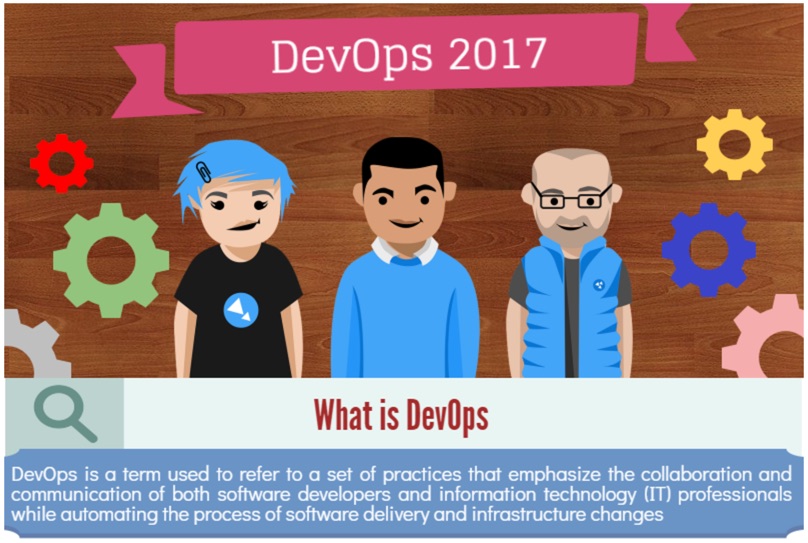 DevOps 2017
What is DevOps
DevOps is a term used to refer to a set of practices that emphasize the collaboration and
communication of both software developers and information technology (IT) professionals
while automating the process of software delivery and infrastructure changes